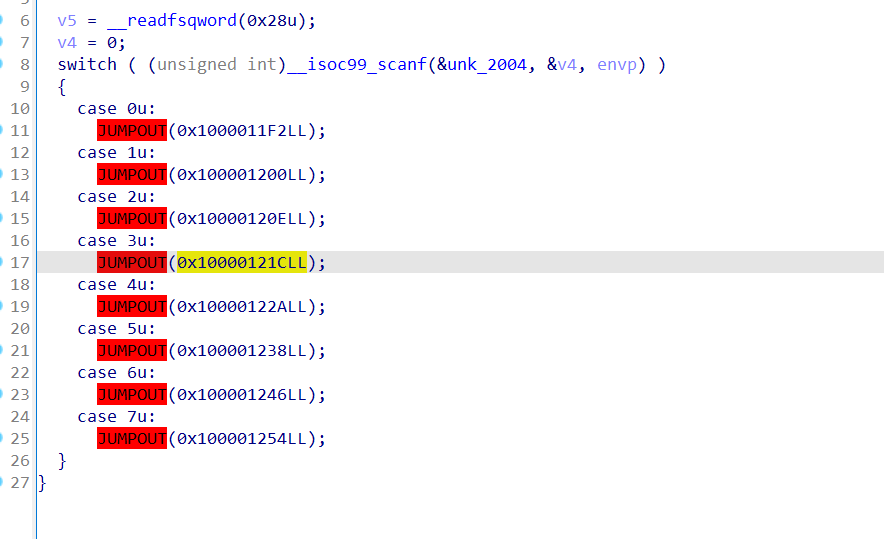 6 v5 = __readfsqword(0x28u);
7 v4 = 0;
8 switch ( (unsigned int)__isoc99_scanf(&unk_2004, &v4, envp) )
9 {
10 case 0u:
11 JUMPOUT(0x1000011F2LL);
12 case 1u:
13 JUMPOUT(0x100001200LL);
14 case 2u:
15 JUMPOUT(0x10000120ELL);
16 case 3u:
17 JUMPOUT(0x10000121CLL);
18 case 4u:
19 JUMPOUT(0x10000122ALL);
20 case 5u:
21 JUMPOUT(0x100001238LL);
22 case 6u:
23 JUMPOUT(0x100001246LL);
24 case 7u:
25 JUMPOUT(0x100001254LL);
26 }
27 }